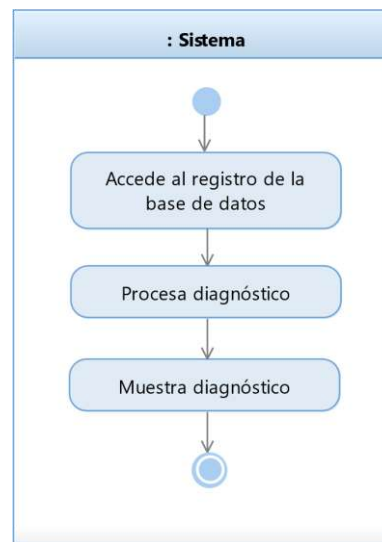 : Sistema
Accede al registro de la
base de datos
Procesa diagnóstico
Muestra diagnóstico